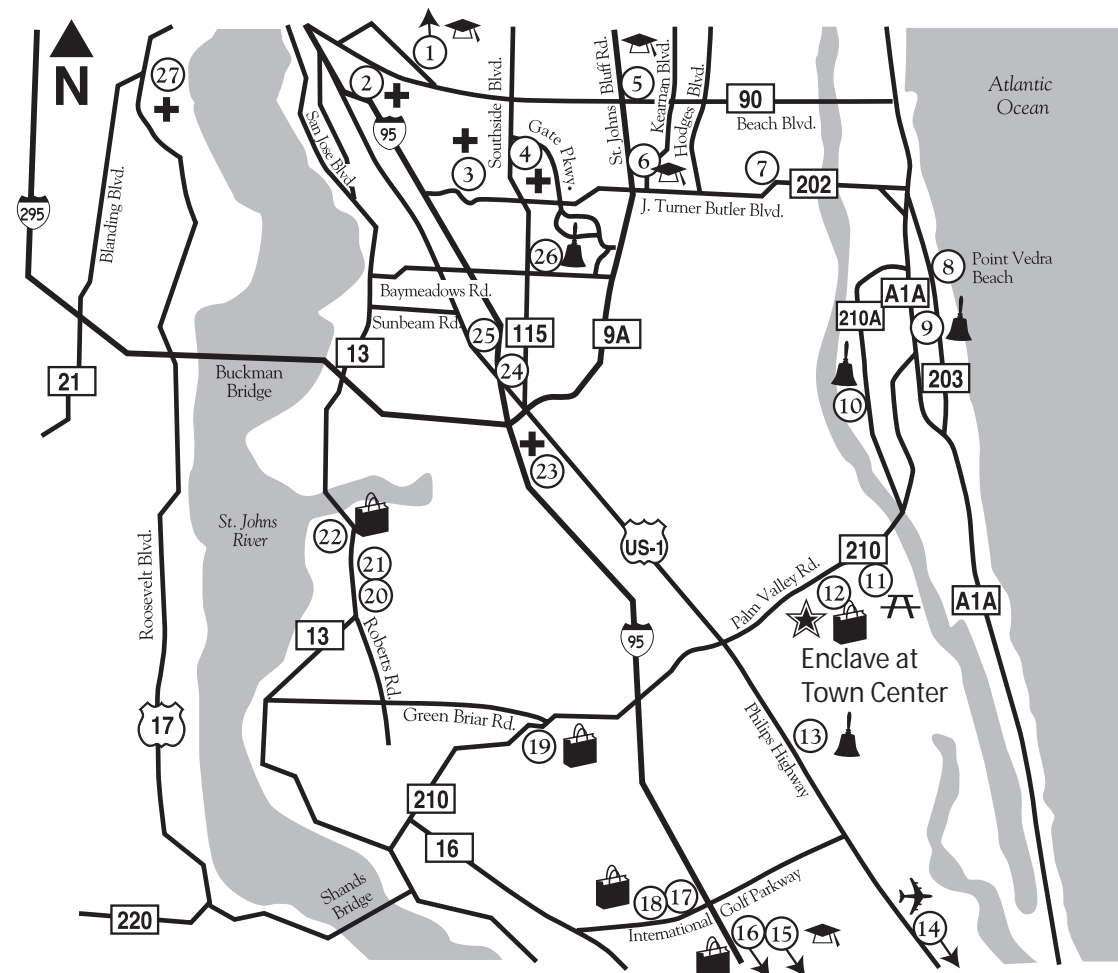 N
27
1
2
95
San Jose Blvd.
3
Southside Blvd.
4
Gate Pkwy.
St. Johns Bluff Rd.
5
Kearnan Blvd.
Hodges Blvd.
6
90
Beach Blvd.
7
202
J. Turner Butler Blvd.
Atlantic
Ocean
295
Blanding Blvd.
26
Baymeadows Rd.
Sunbeam Rd.
8
Point Vedra
Beach
A1A
210A
9
203
10
25
115
24
9A
13
21
Buckman
Bridge
23
St. Johns
River
22
21
20
US-1
Roosevelt Blvd.
13
Roberts Rd.
95
Palm Valley Rd.
210
12
11
A1A
Enclave at
Town Center
17
Green Briar Rd.
19
Philips Highway
13
210
16
Shands
Bridge
220
18
17
International Golf Parkway
16
15
14